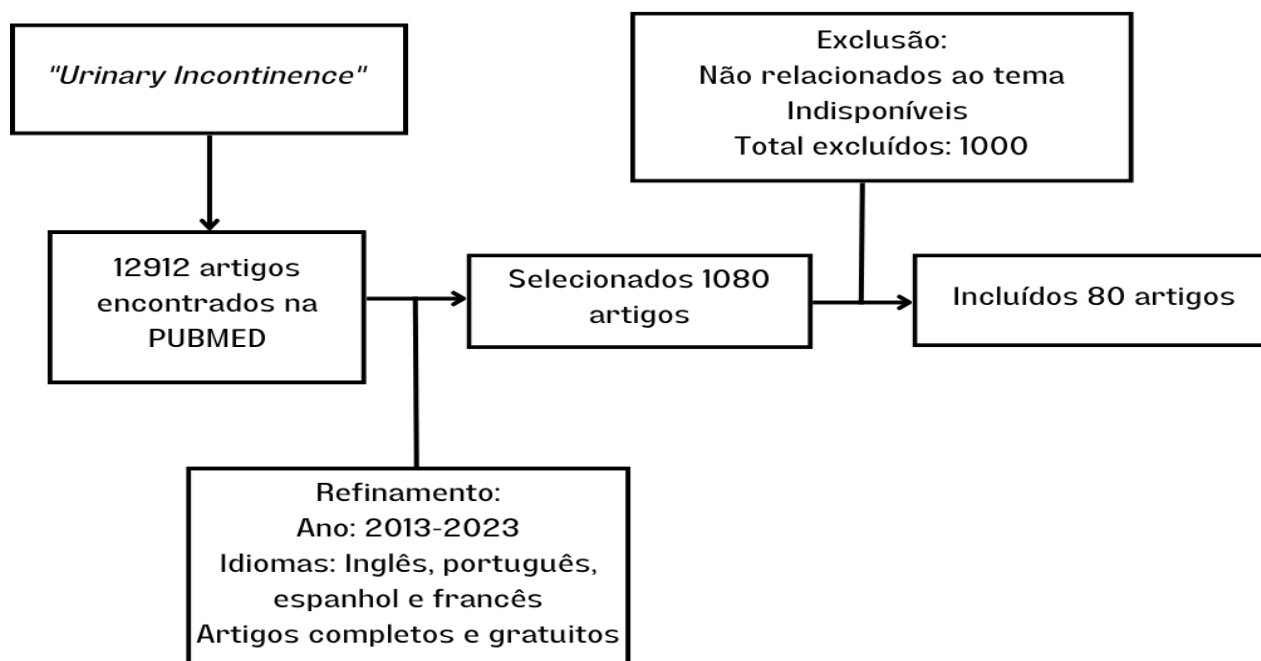 "Urinary Incontinence"
12912 artigos
encontrados na
PUBMED
Refinamento:
Ano: 2013-2023
Idiomas: Inglês, português,
espanhol e francês
Artigos completos e gratuitos
Selecionados 1080
artigos
Exclusão:
Não relacionados ao tema
Indisponíveis
Total excluídos: 1000
Incluídos 80 artigos